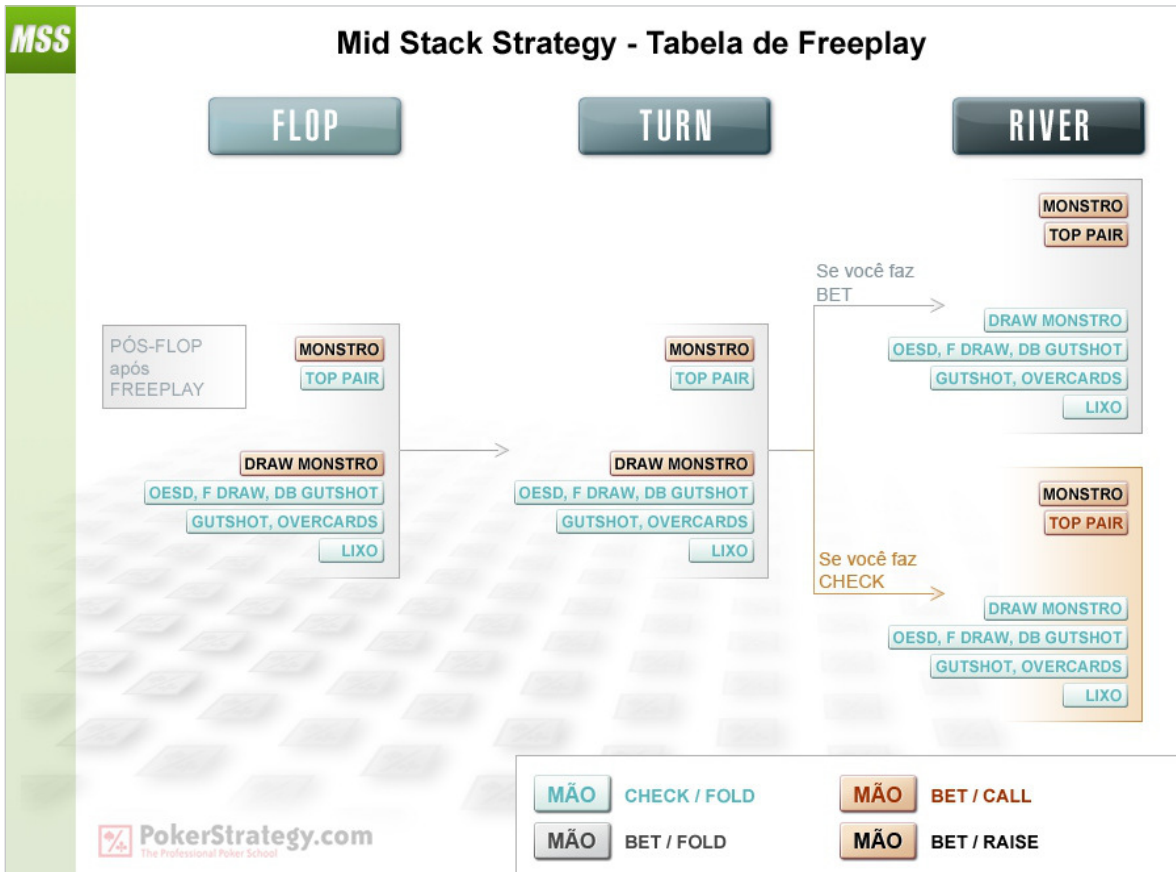 MSS
Mid Stack Strategy - Tabela de Freeplay
FLOP
TURN
RIVER
PÓS-FLOP
após
FREEPLAY
MONSTRO
TOP PAIR
DRAW MONSTRO
OESD, F DRAW, DB GUTSHOT
GUTSHOT, OVERCARDS
LIXO
MONSTRO
TOP PAIR
DRAW MONSTRO
OESD, F DRAW, DB GUTSHOT
GUTSHOT, OVERCARDS
LIXO
Se você faz
BET
MONSTRO
TOP PAIR
DRAW MONSTRO
OESD, F DRAW, DB GUTSHOT
GUTSHOT, OVERCARDS
LIXO
Se você faz
CHECK
MONSTRO
TOP PAIR
DRAW MONSTRO
OESD, F DRAW, DB GUTSHOT
GUTSHOT, OVERCARDS
LIXO
MÃO CHECK / FOLD
MÃO BET / CALL
MÃO BET / FOLD
MÃO BET / RAISE
PokerStrategy.com
The Professional Poker School